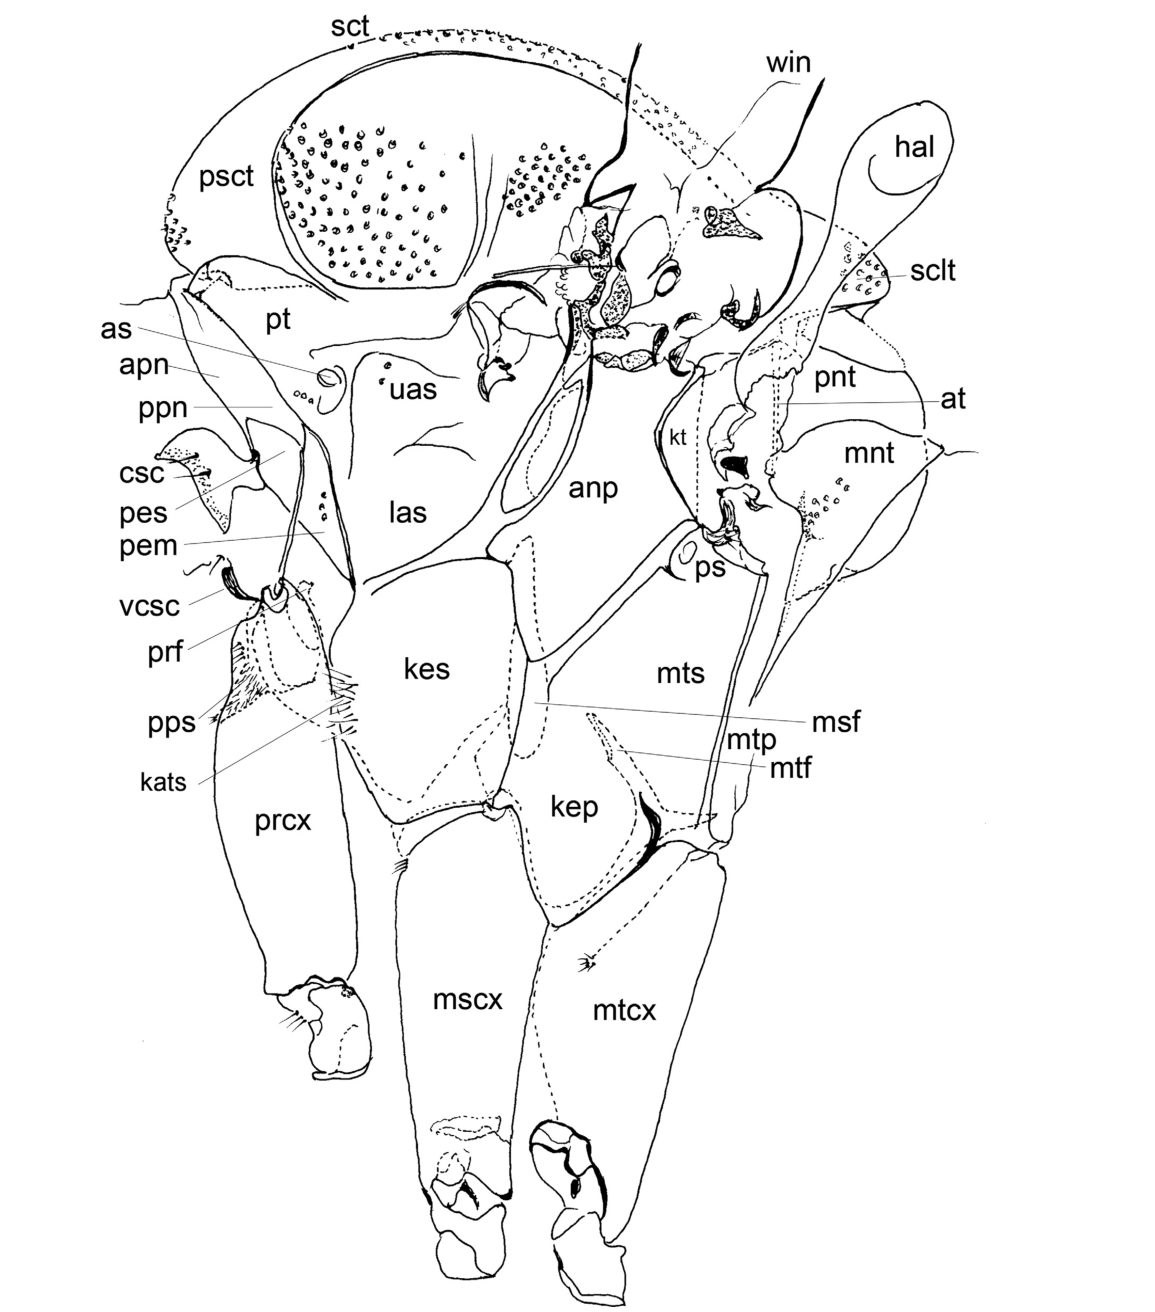 sct
win
hal
psct
sclt
pt
as
apn
uas
pnt
ppn
at
kt
mnt
csc
anp
pes
las
pem
ps
vcsc
prf
kes
mts
pps
msf
mtp
kats
mtf
prcx
kep
mscx
mtcx